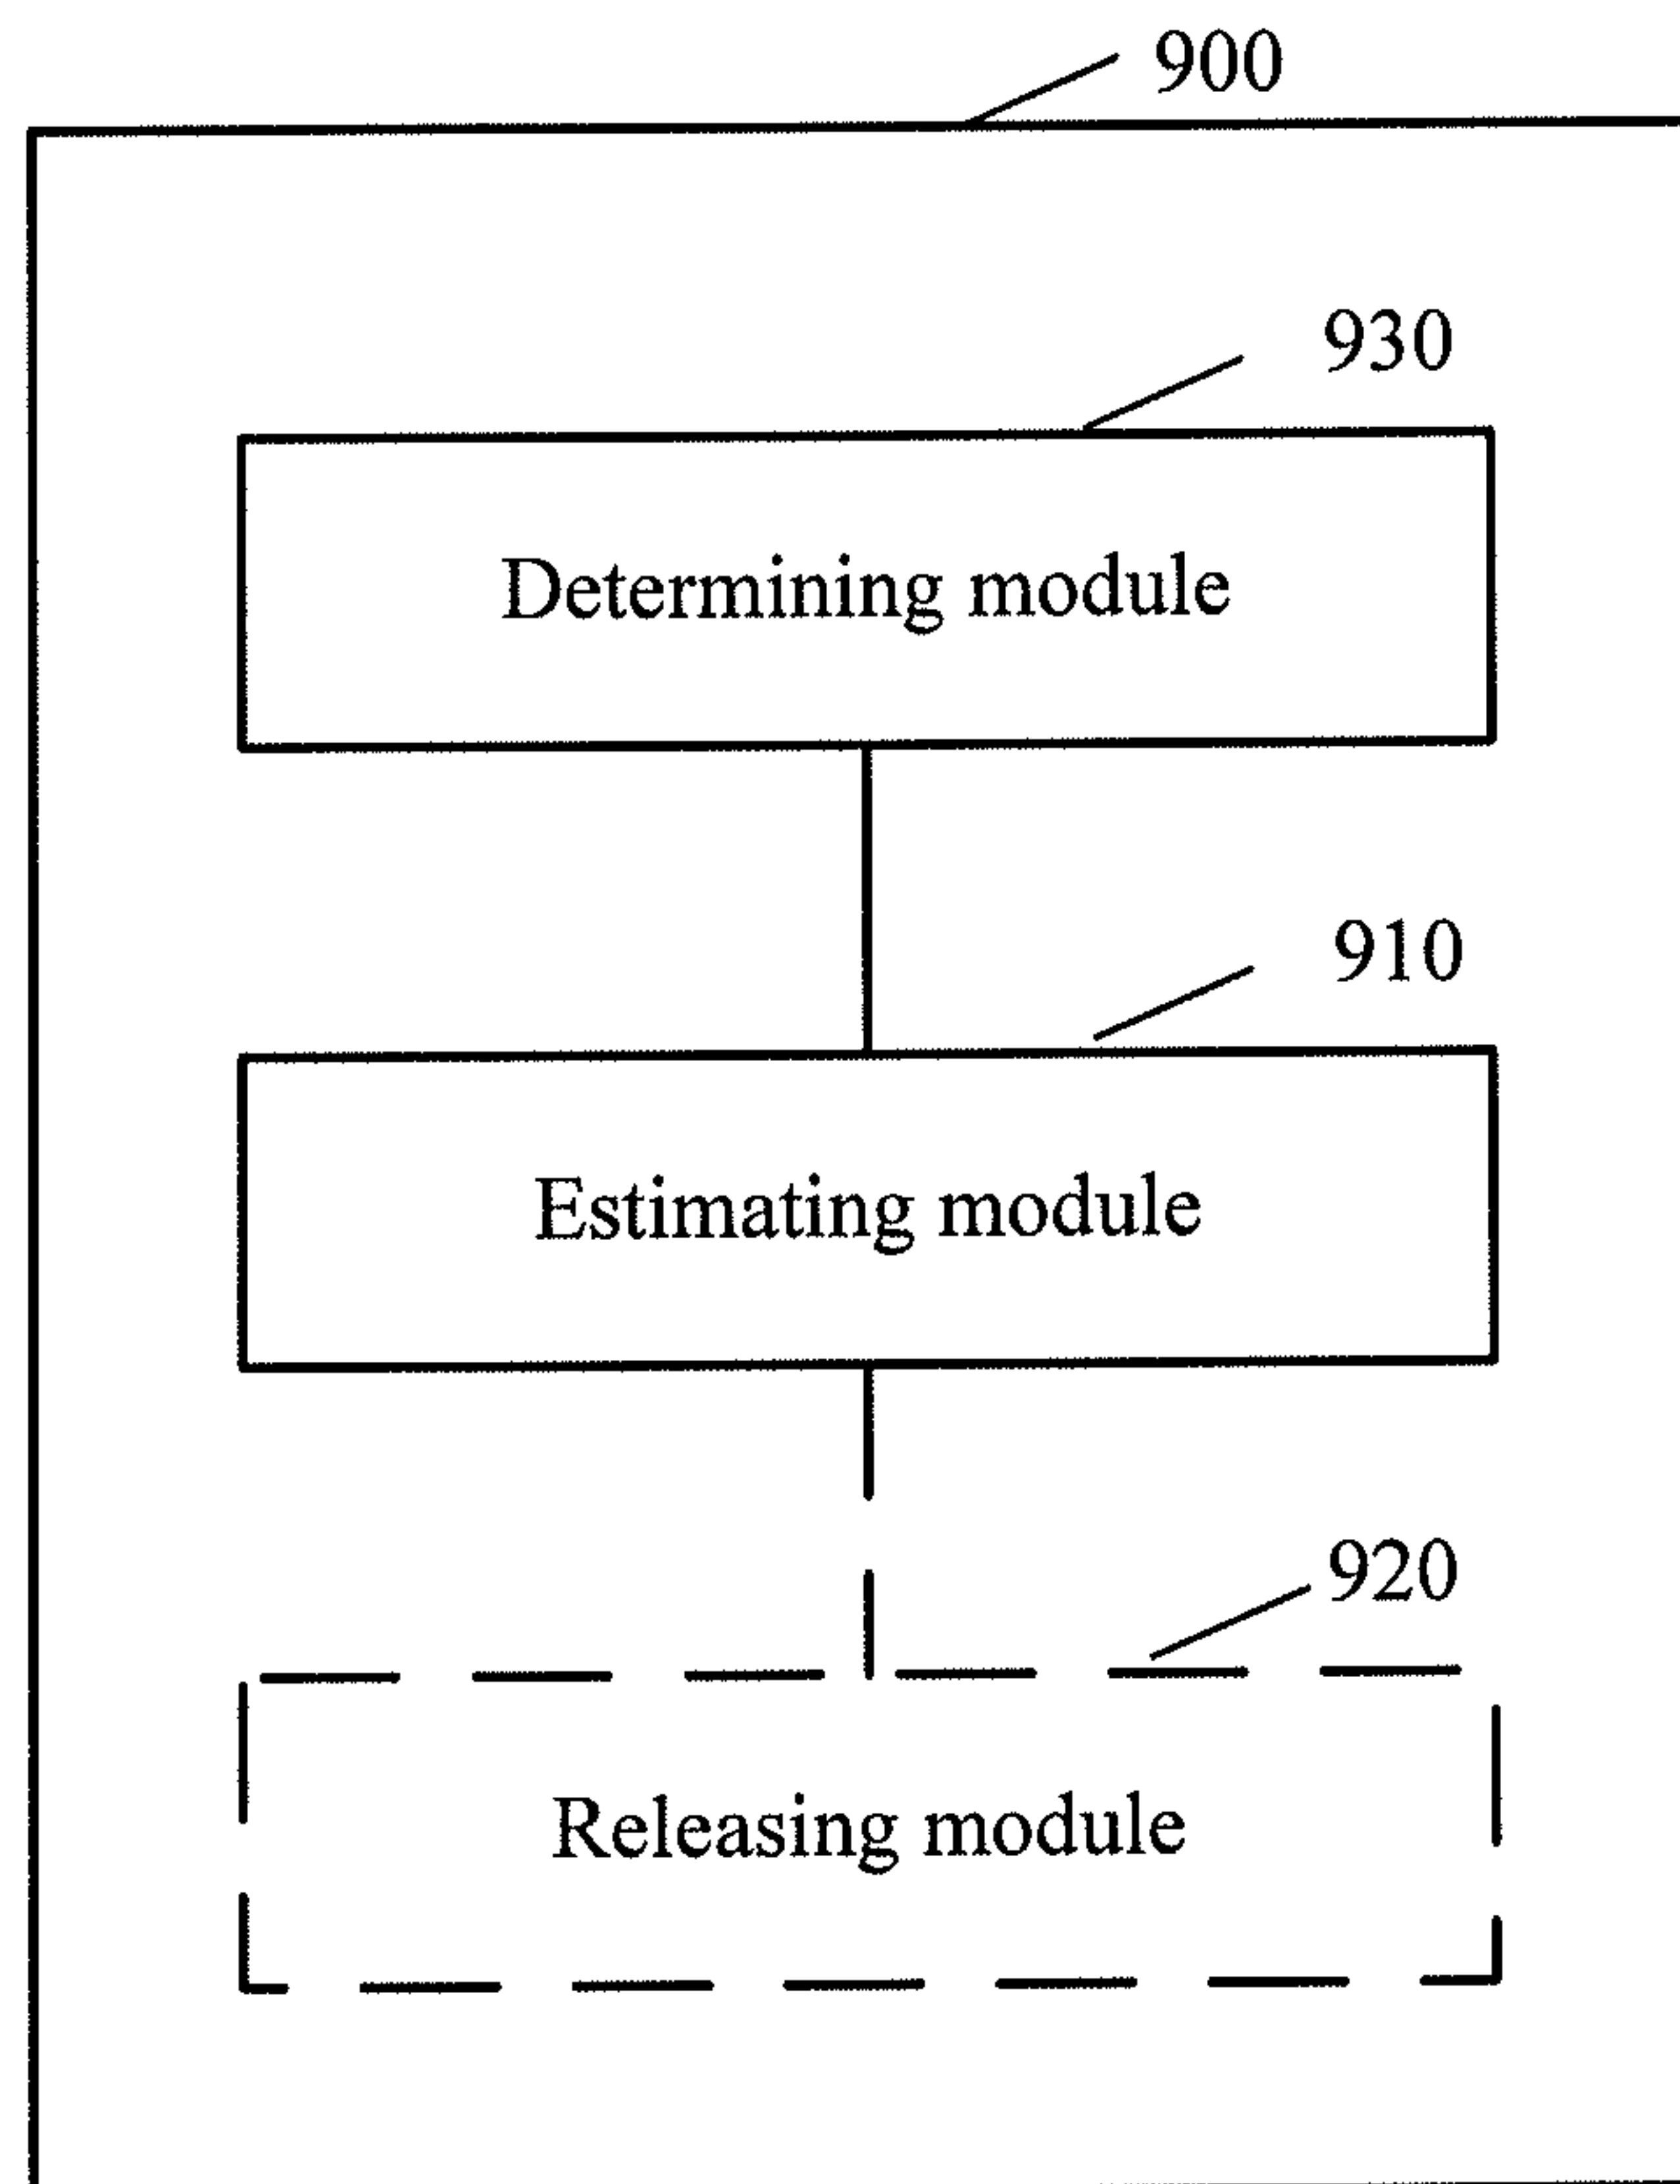 900
930
Determining module
910
Estimating module
920
Releasing module